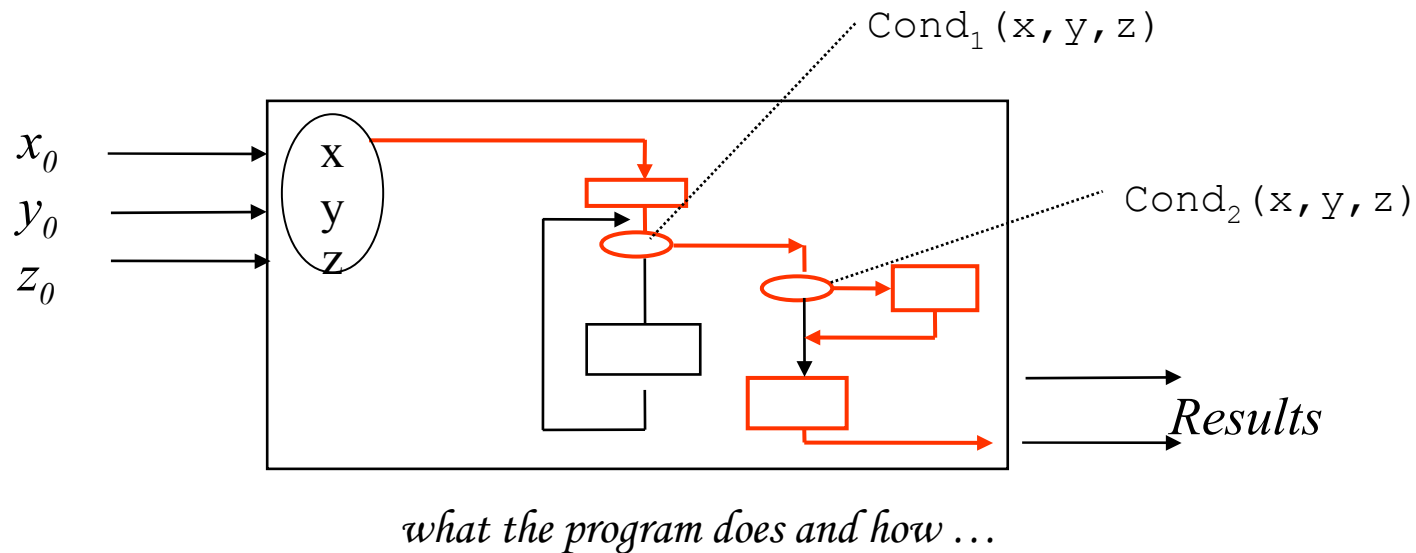 Cond₁(x,y,z)
x₀
x
y₀
y
Cond₂(x,y,z)
z₀
z
Results
what the program does and how …